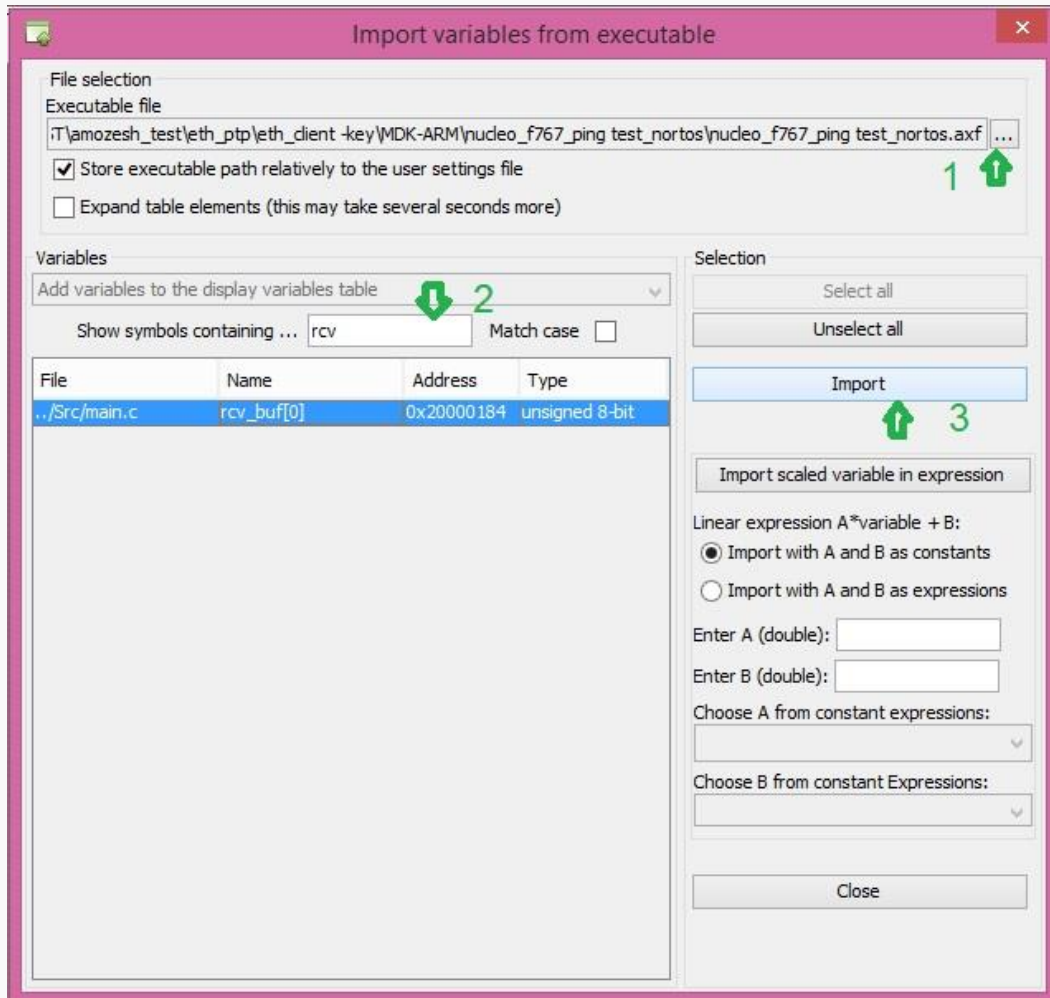 Import variables from executable
File selection
Executable file
T\amozesh_test\eth_ptp\eth_client -key\MDK-ARM\nucleo_f767_ping test_nortos\nucleo_f767_ping test_nortos.axf ...
Store executable path relatively to the user settings file
1
Expand table elements (this may take several seconds more)
Variables
Add variables to the display variables table
2
Show symbols containing ... rcv Match case
File Name Address Type
../Src/main.c rcv_buf[0] 0x20000184 unsigned 8-bit
Selection
Select all
Unselect all
Import
3
Import scaled variable in expression
Linear expression A*variable + B:
Import with A and B as constants
Import with A and B as expressions
Enter A (double):
Enter B (double):
Choose A from constant expressions:
Choose B from constant Expressions:
Close